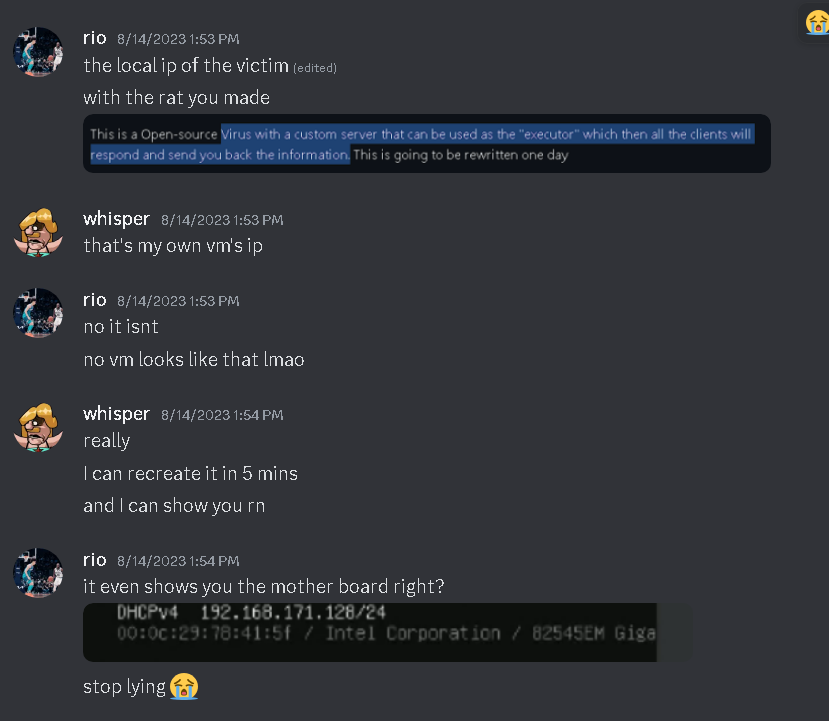 rio 8/14/2023 1:53 PM
the local ip of the victim (edited)
with the rat you made
This is a Open-source Virus with a custom server that can be used as the "executor" which then all the clients will
respond and send you back the information. This is going to be rewritten one day
whisper 8/14/2023 1:53 PM
that's my own vm's ip
rio 8/14/2023 1:53 PM
no it isnt
no vm looks like that lmao
whisper 8/14/2023 1:54 PM
really
I can recreate it in 5 mins
and I can show you rn
rio 8/14/2023 1:54 PM
it even shows you the mother board right?
DHCPv4 192.168.171.128/24
00:0c:29:78:41:5f / Intel Corporation / 82545EM Giga
stop lying 😭